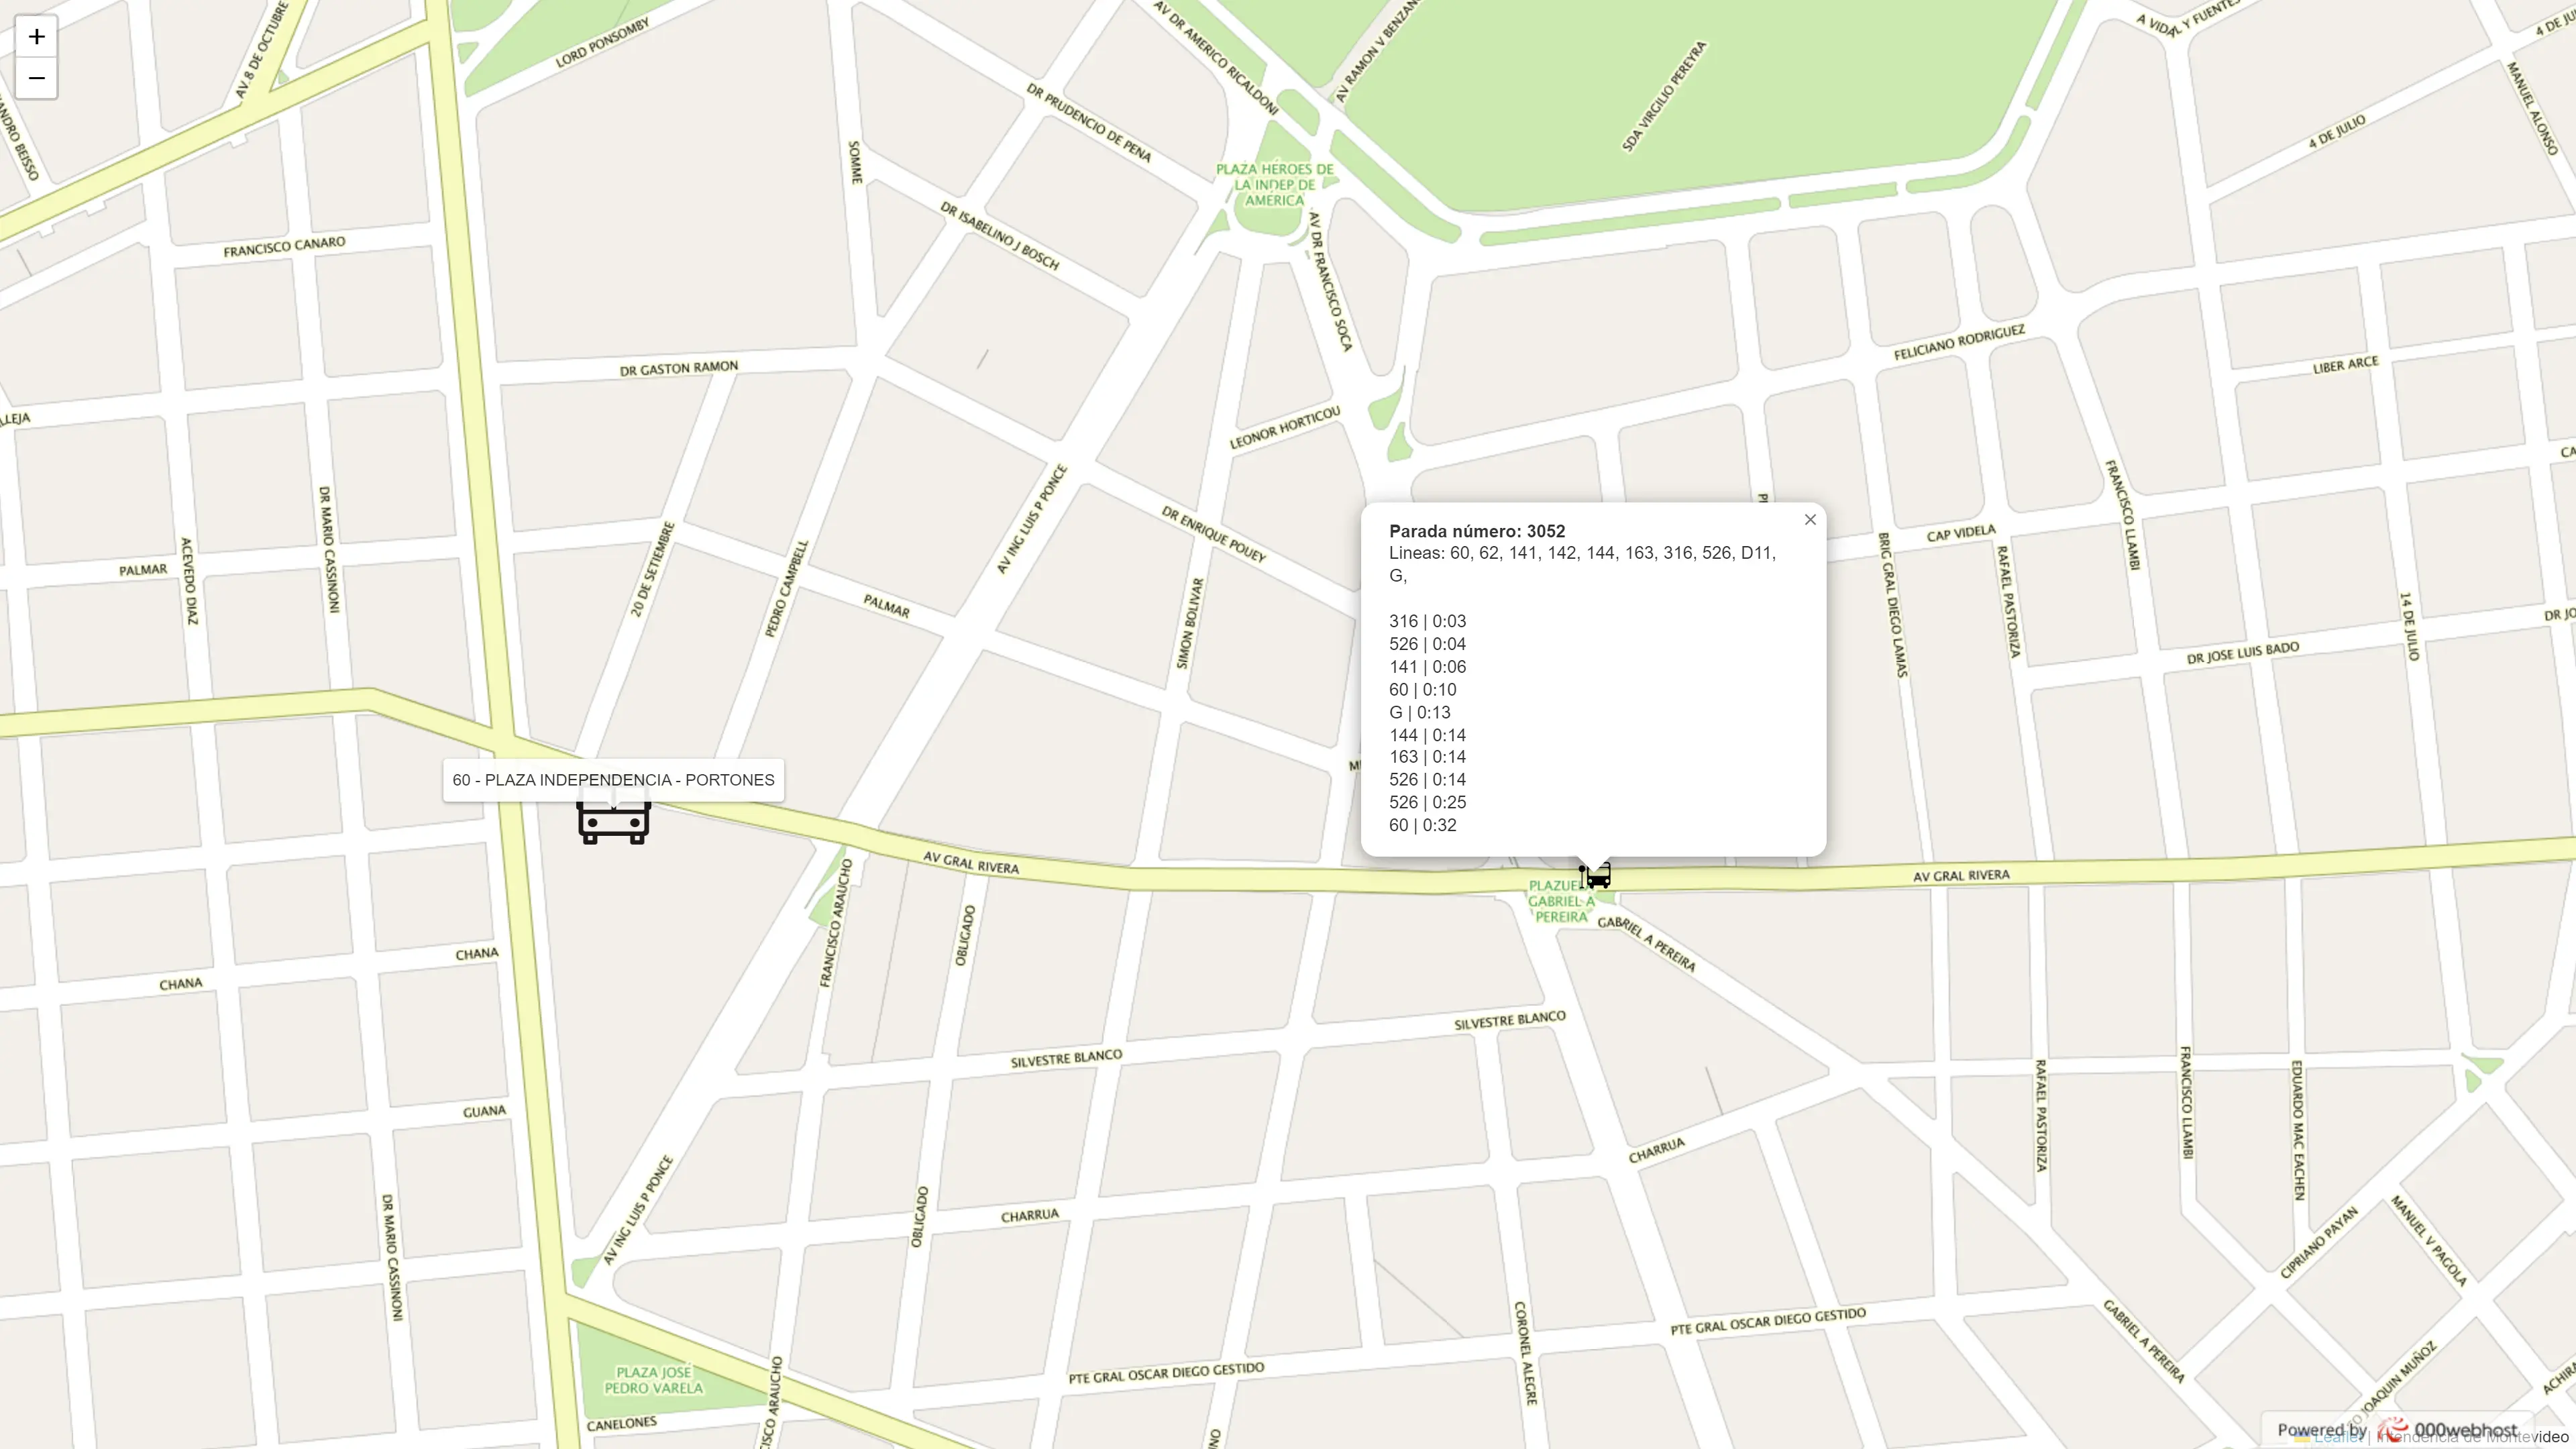 +
−
AV 8 DE OCTUBRE
LORD PONSOMBY
AV DR AMERICO RICALDONI
SDA VIRGILIO PEREYRA
4 DE JULIO
MANUEL ALONSO
DR PRUDENCIO DE PENA
SOMME
PLAZA HÉROES DE
LA INDEP DE
AMÉRICA
FRANCISCO CANARO
DR ISABELINO J BOSCH
AV DR FRANCISCO SOCA
DR GASTON RAMON
FELICIANO RODRIGUEZ
LIBER ARCE
LEONOR HORTICOU
DR MARIO CASSINONI
ACEVEDO DIAZ
PALMAR
20 DE SETIEMBRE
PEDRO CAMPBELL
PALMAR
AV ING LUIS P PONCE
DR ENRIQUE POUEY
SIMON BOLIVAR
Parada número: 3052
Lineas: 60, 62, 141, 142, 144, 163, 316, 526, D11,
G,
316 | 0:03
526 | 0:04
141 | 0:06
60 | 0:10
G | 0:13
144 | 0:14
163 | 0:14
526 | 0:14
526 | 0:25
60 | 0:32
×
CAP VIDELA
BRIG GRAL DIEGO LAMAS
RAFAEL PASTORIZA
FRANCISCO LLAMBI
14 DE JULIO
DR JOSE LUIS BADO
60 - PLAZA INDEPENDENCIA - PORTONES
AV GRAL RIVERA
AV GRAL RIVERA
GABRIEL A
PEREIRA
GABRIEL A PEREIRA
FRANCISCO ARAUCHO
OBLIGADO
CHANA
CHANA
SILVESTRE BLANCO
SILVESTRE BLANCO
GUANA
AV ING LUIS P PONCE
DR MARIO CASSINONI
OBLIGADO
CHARRUA
CHARRUA
RAFAEL PASTORIZA
FRANCISCO LLAMBI
EDUARDO MAC EACHEN
CIPRIANO PAYAN
MANUEL V PAGOLA
GABRIEL A PEREIRA
CORONEL ALEGRE
PTE GRAL OSCAR DIEGO GESTIDO
PTE GRAL OSCAR DIEGO GESTIDO
PLAZA JOSÉ
PEDRO VARELA
CANELONES
JOAQUIN MUÑOZ
Powered by 000webhost
Leaflet | Intendencia de Montevideo